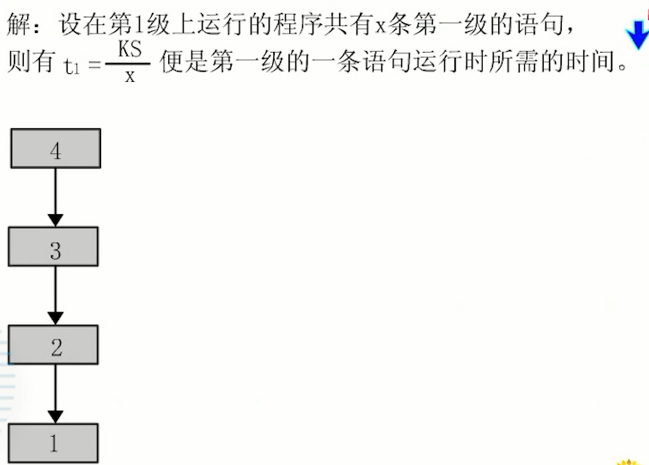 解：设在第1级上运行的程序共有x条第一级的语句，
则有 t₁ = KS/x 便是第一级的一条语句运行时所需的时间。
4
3
2
1